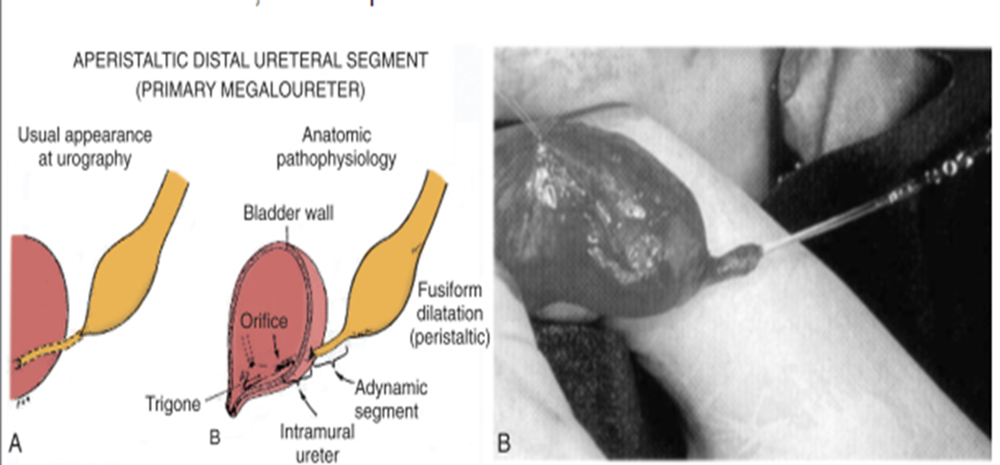 APERISTALTIC DISTAL URETERAL SEGMENT
(PRIMARY MEGALOURETER)
Usual appearance
at urography
Anatomic
pathophysiology
Bladder wall
Orifice
Fusiform
dilatation
(peristaltic)
Trigone
Adynamic
segment
Intramural
ureter
A
B
B